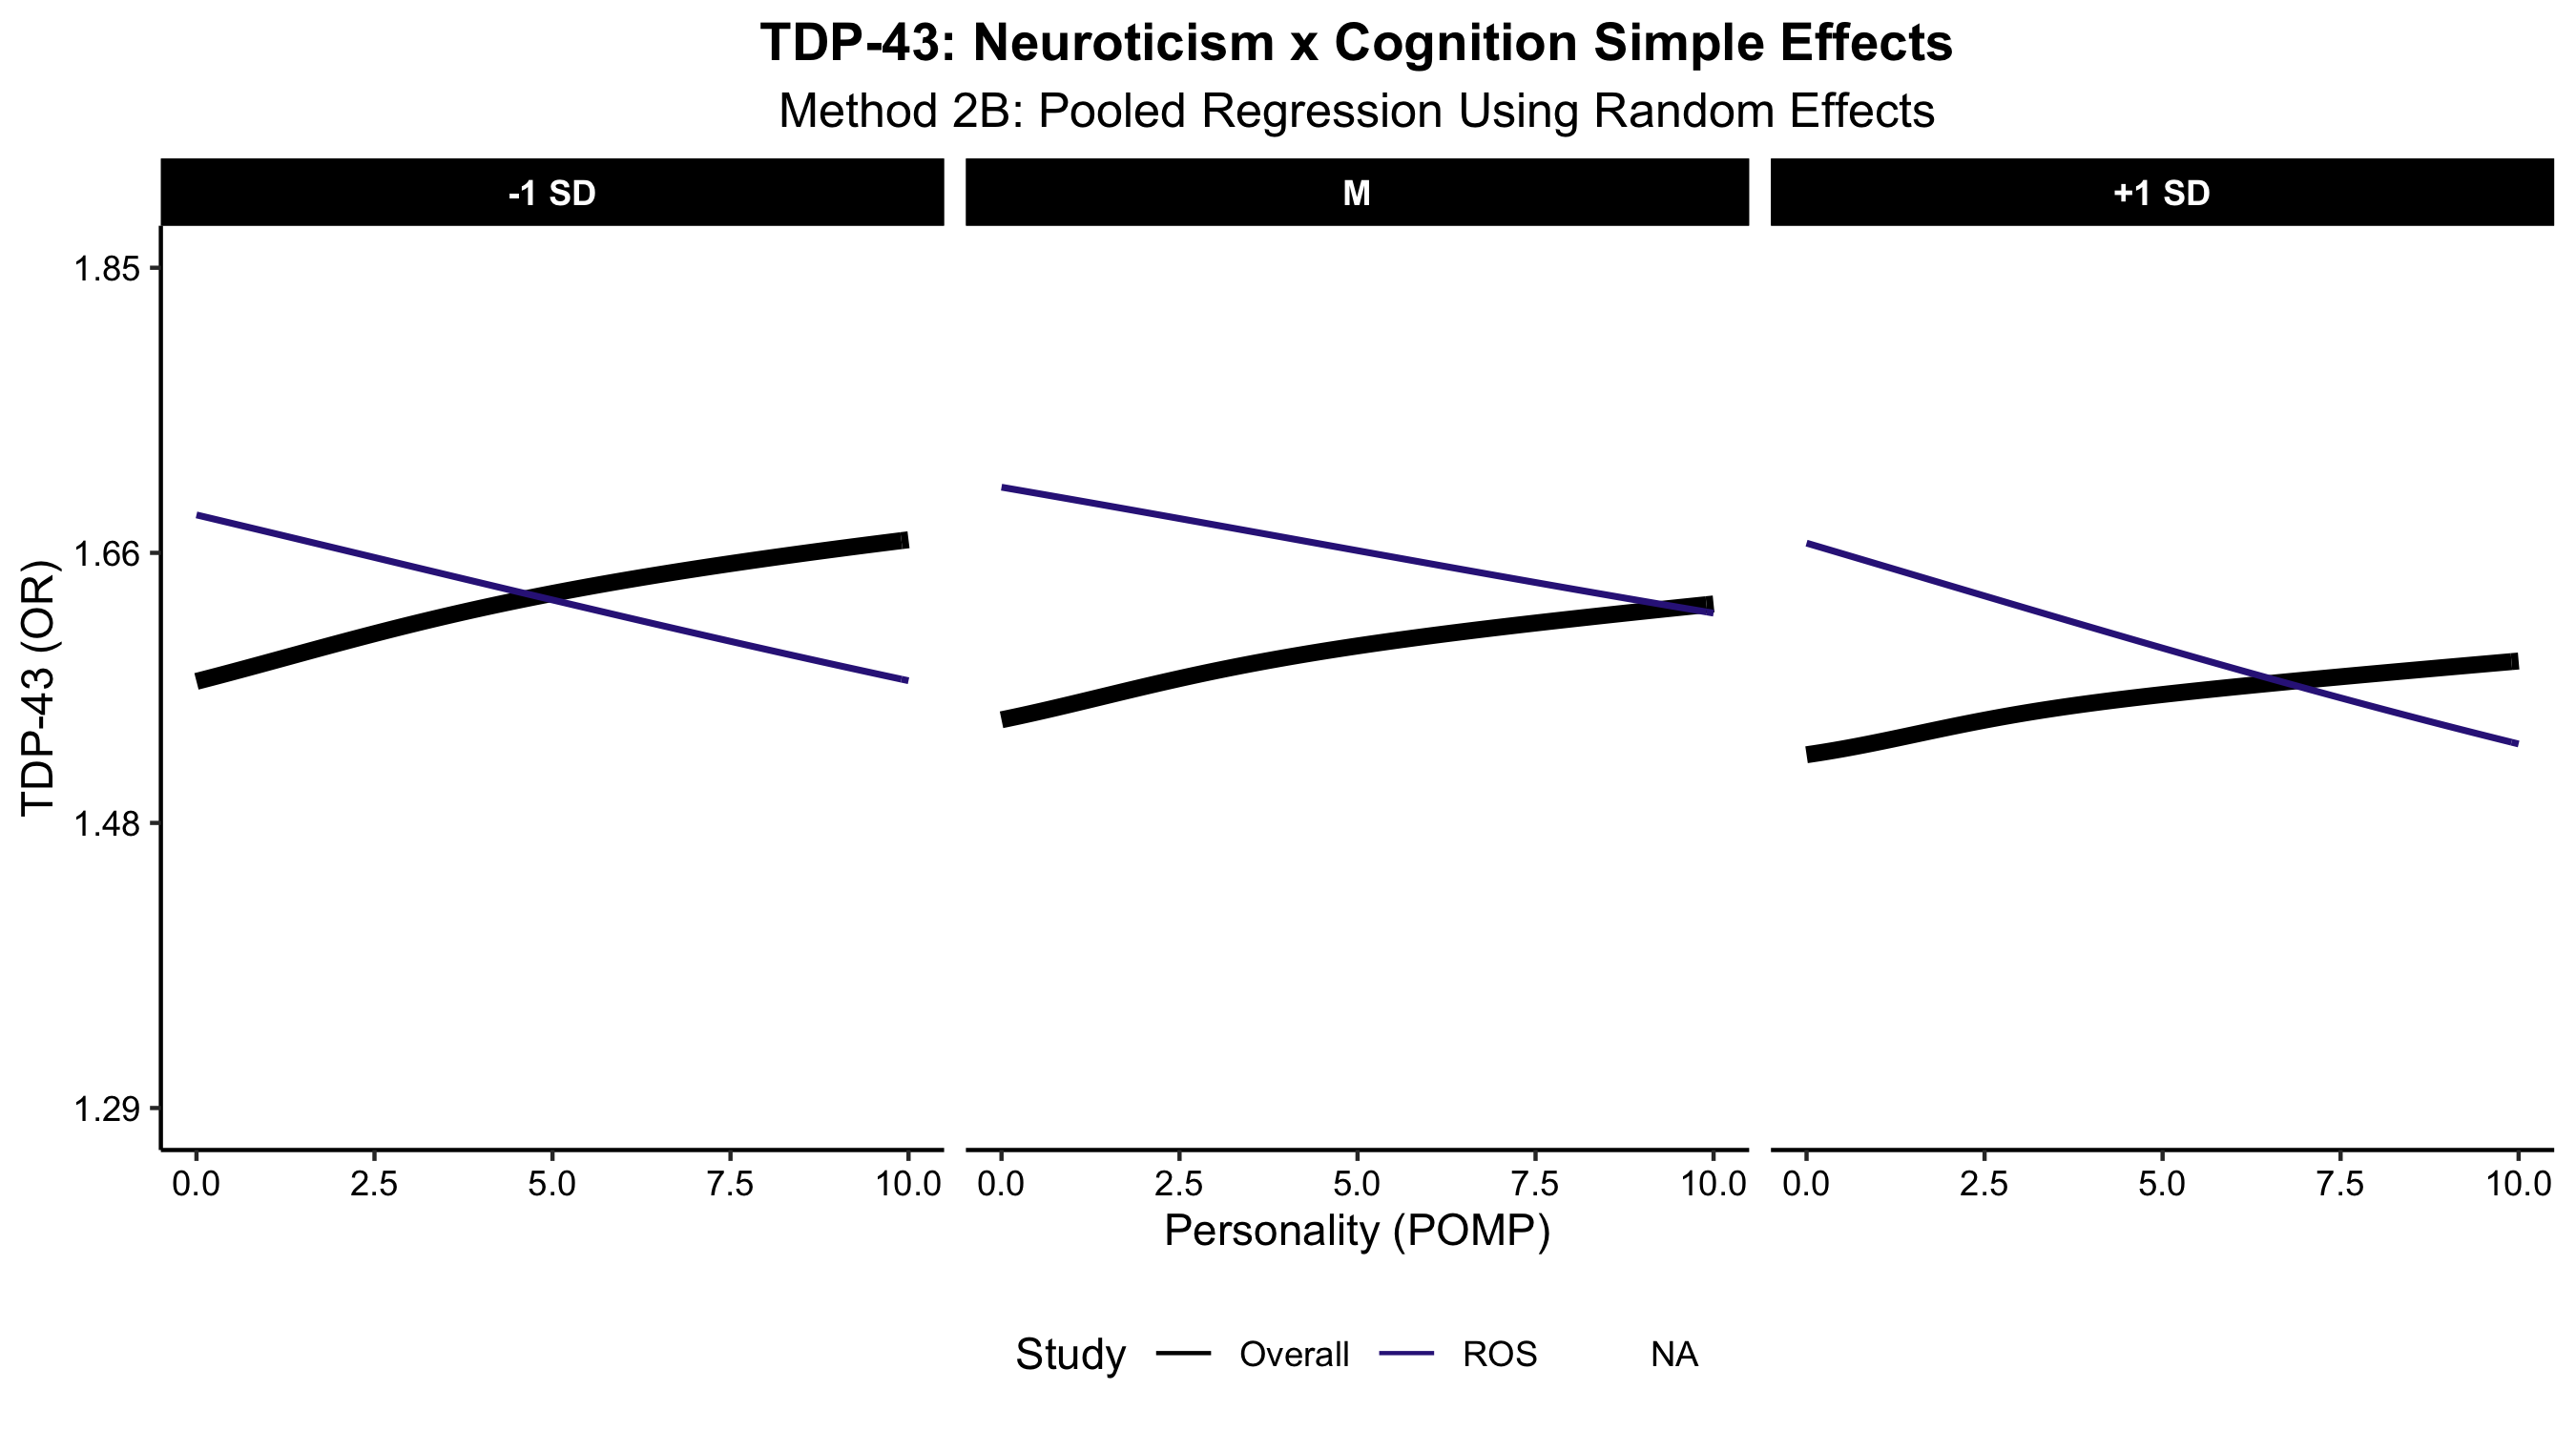 TDP-43: Neuroticism x Cognition Simple Effects
Method 2B: Pooled Regression Using Random Effects
-1 SD M +1 SD
TDP-43 (OR)
1.85
1.66
1.48
1.29
0.0 2.5 5.0 7.5 10.0 0.0 2.5 5.0 7.5 10.0 0.0 2.5 5.0 7.5 10.0
Personality (POMP)
Study Overall ROS NA